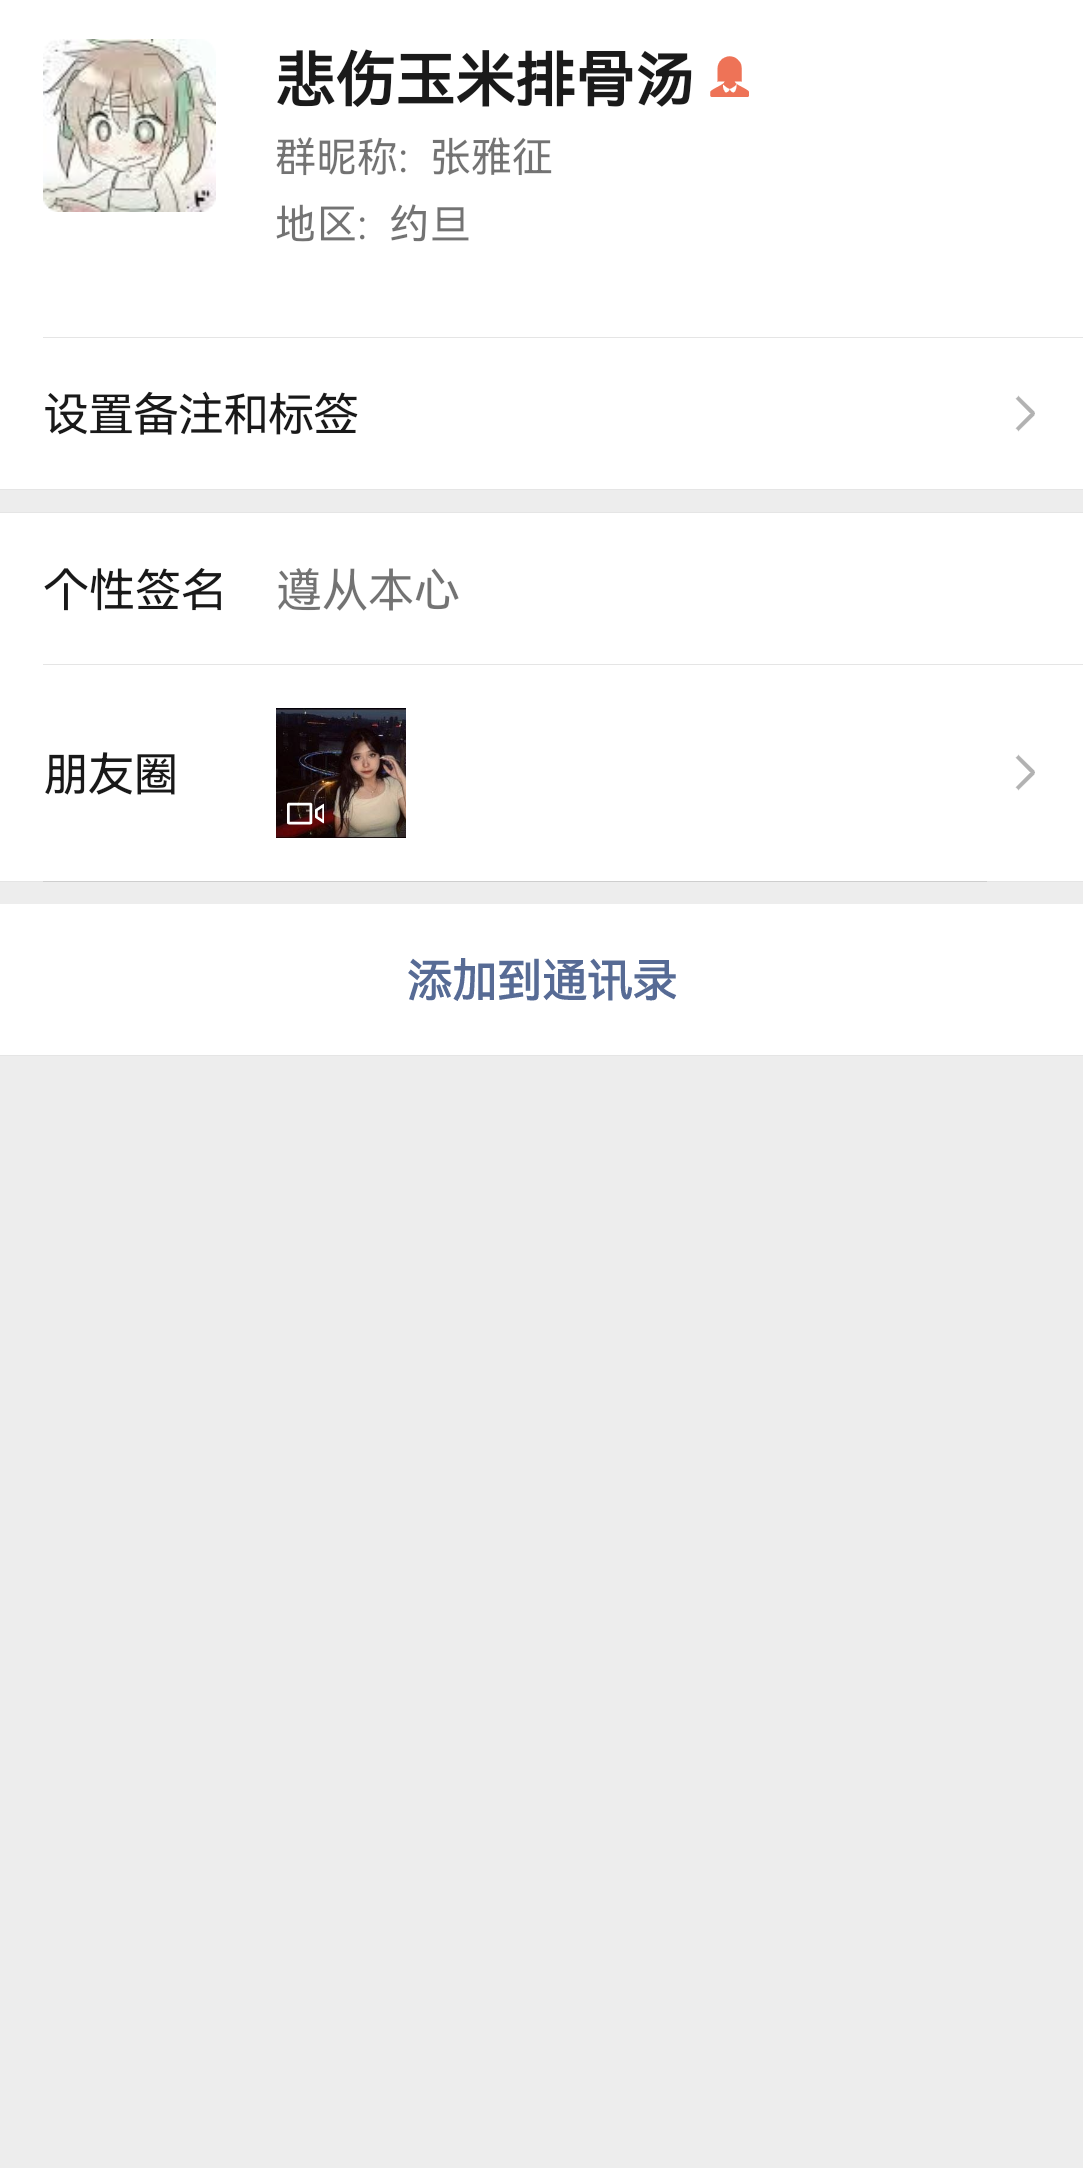 悲伤玉米排骨汤
群昵称: 张雅征
地区: 约旦
设置备注和标签
个性签名 遵从本心
朋友圈
添加到通讯录
ド